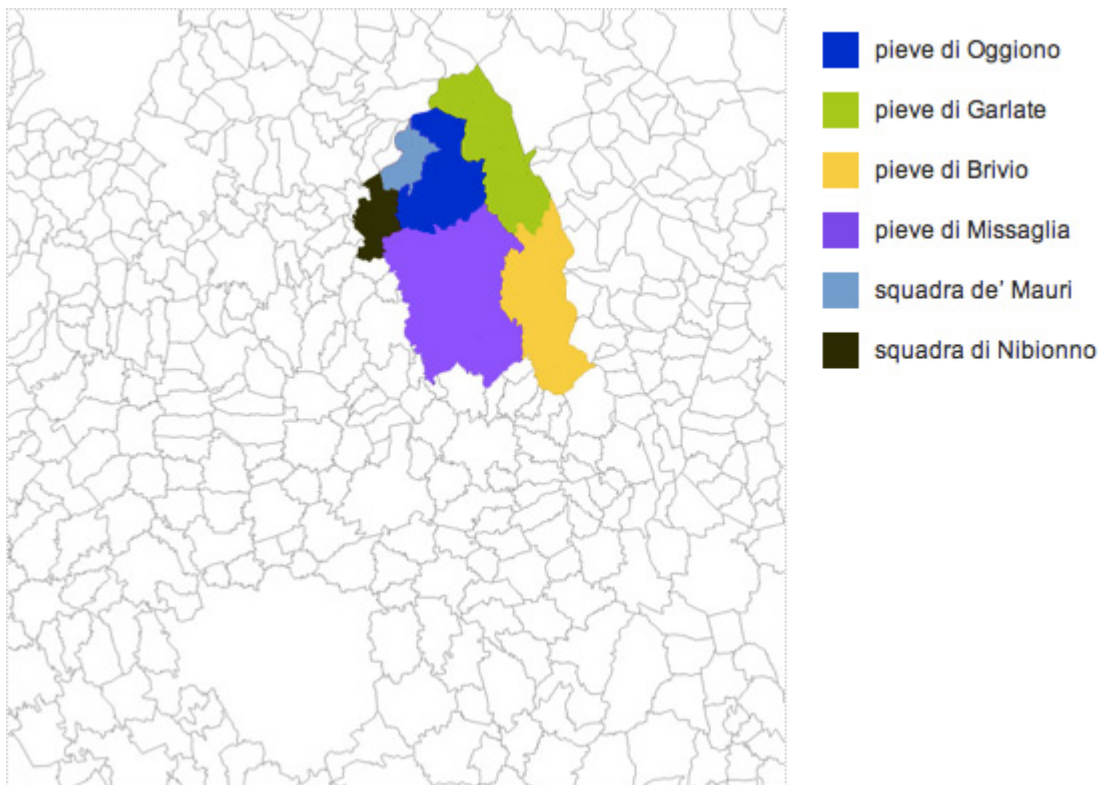 pieve di Oggiono
pieve di Garlate
pieve di Brivio
pieve di Missaglia
squadra de’ Mauri
squadra di Nibionno